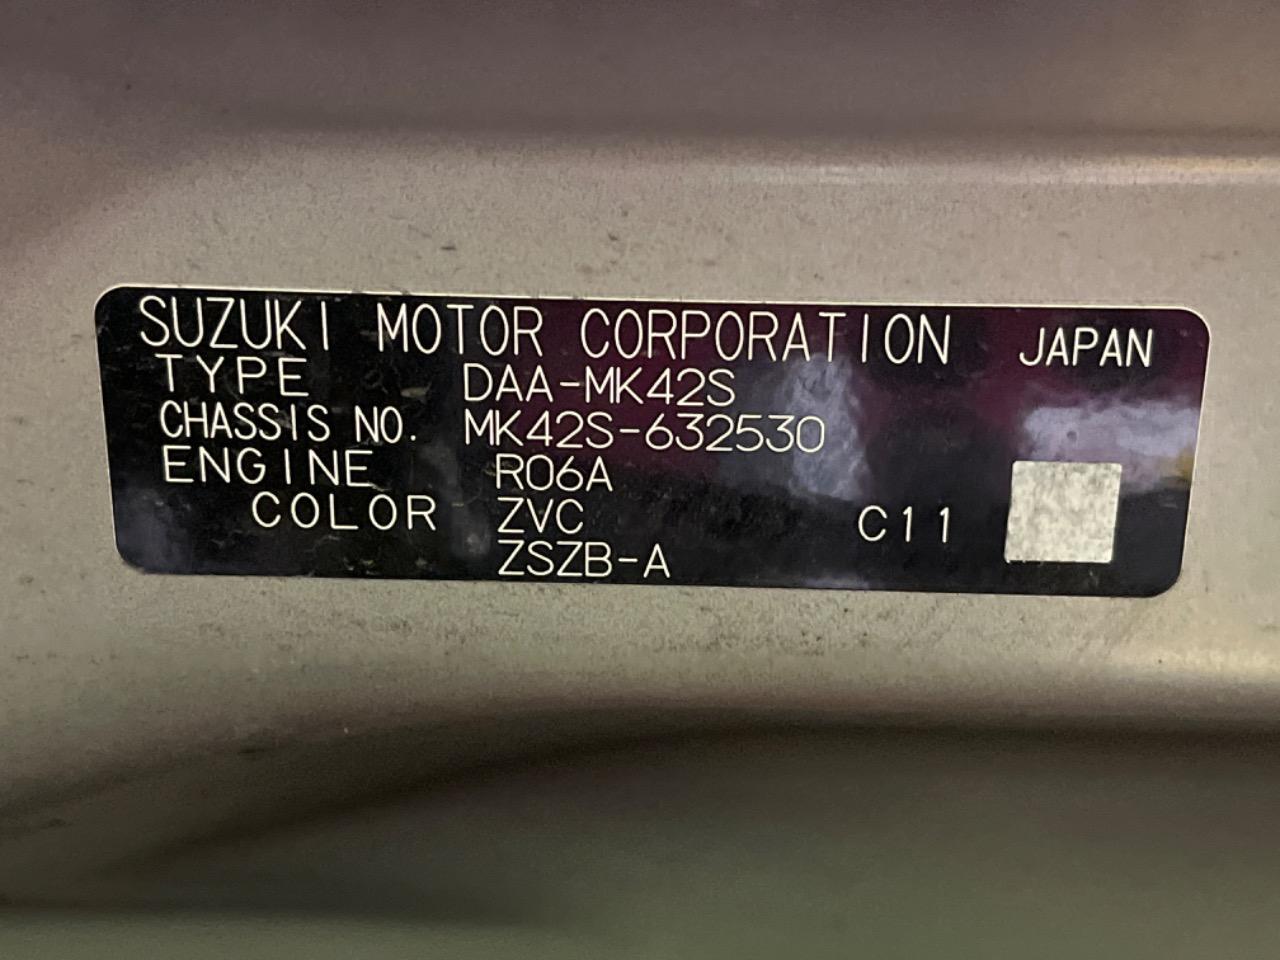 SUZUKI MOTOR CORPORATION JAPAN
TYPE DAA-MK42S
CHASSIS NO. MK42S-632530
ENGINE R06A
COLOR ZVC C11
ZSZB-A